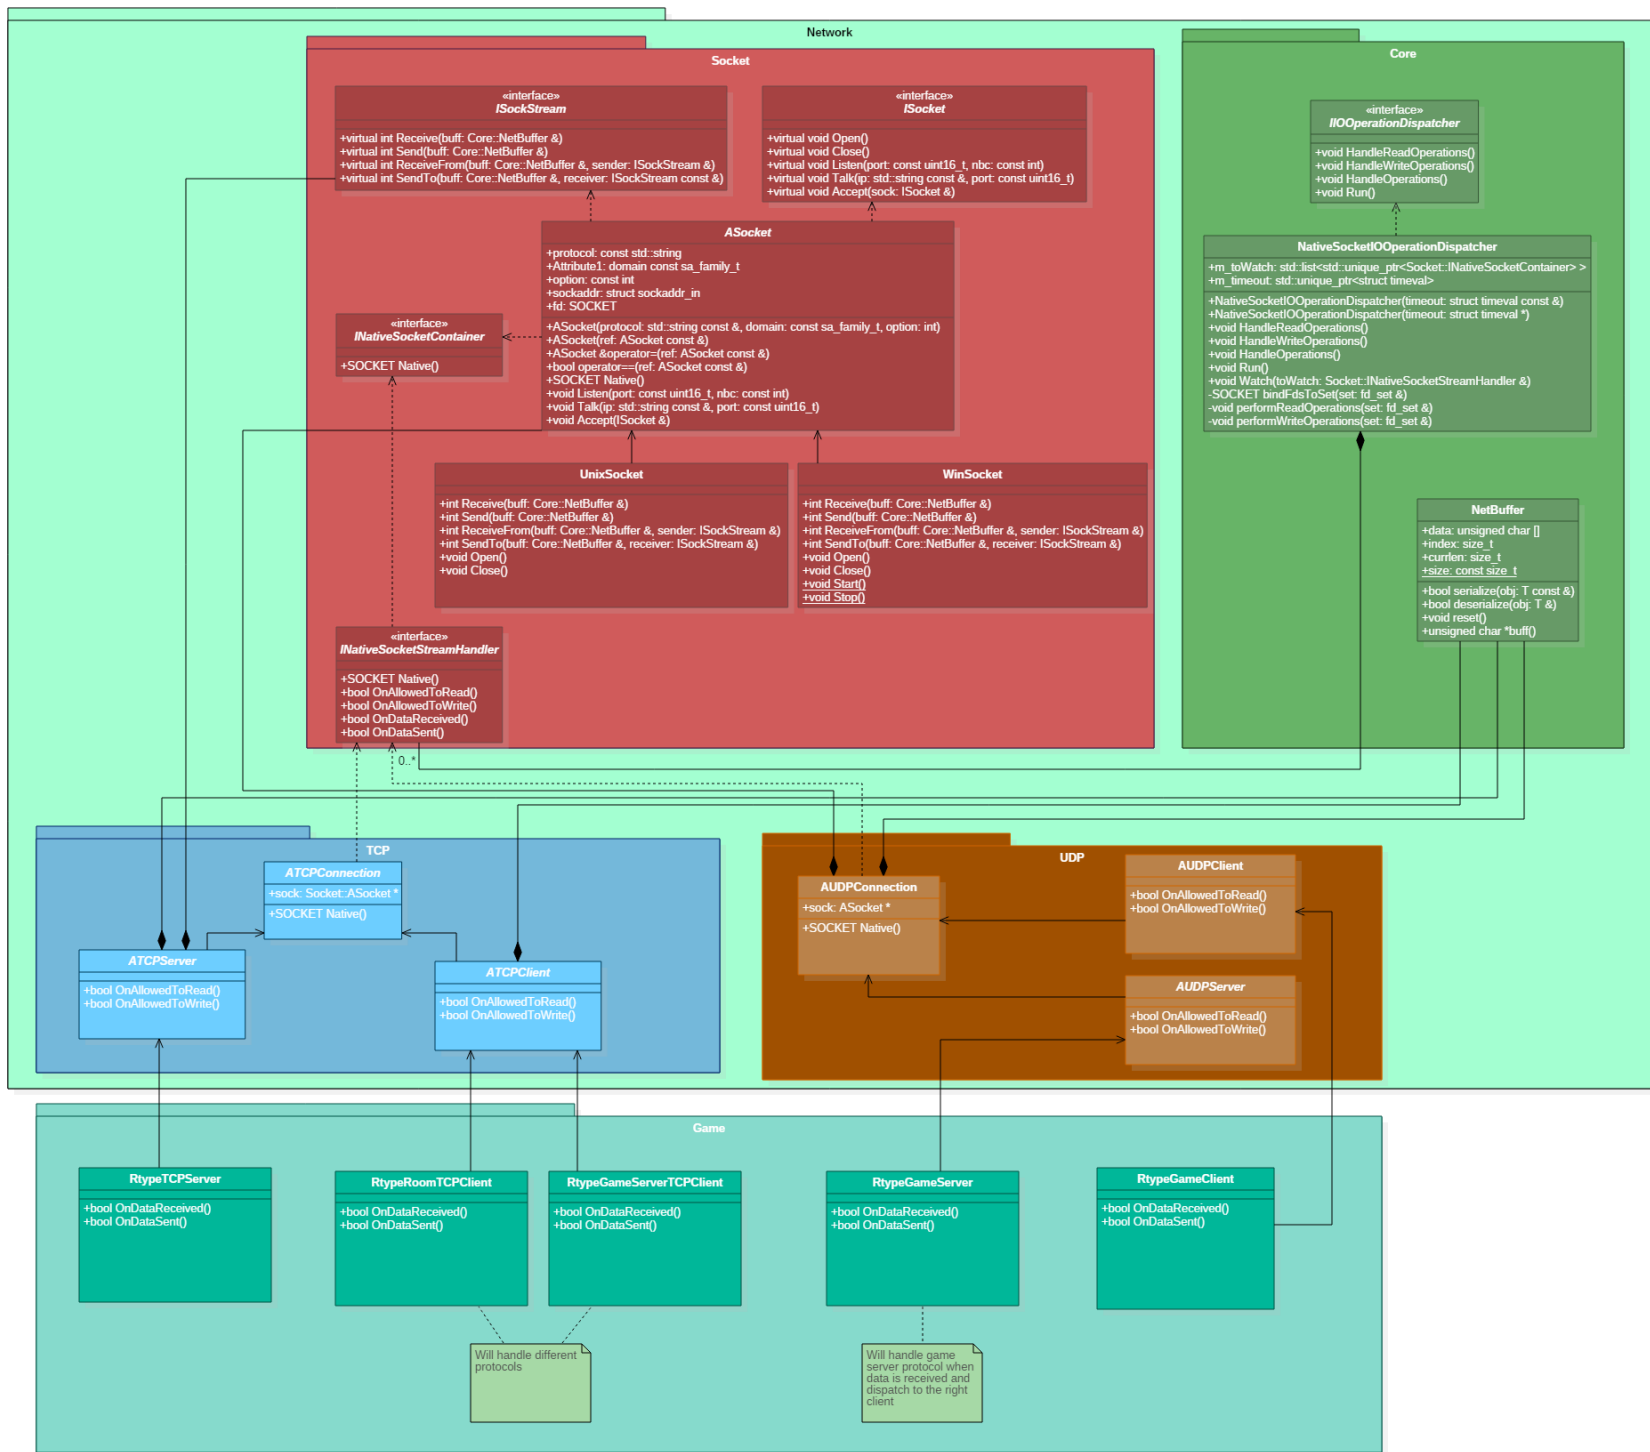 Network
Socket
«interface»
ISockStream
+virtual int Receive(buff: Core::NetBuffer &)
+virtual int Send(buff: Core::NetBuffer &)
+virtual int ReceiveFrom(buff: Core::NetBuffer &, sender: ISockStream &)
+virtual int SendTo(buff: Core::NetBuffer &, receiver: ISockStream const &)
«interface»
ISocket
+virtual void Open()
+virtual void Close()
+virtual void Listen(port: const uint16_t, nbc: const int)
+virtual void Talk(ip: std::string const &, port: const uint16_t)
+virtual void Accept(sock: ISocket &)
ASocket
+protocol: const std::string
+Attribute1: domain const sa_family_t
+option: const int
+sockaddr: struct sockaddr_in
+fd: SOCKET
+ASocket(protocol: std::string const &, domain: const sa_family_t, option: int)
+ASocket(ref: ASocket const &)
+ASocket &operator=(ref: ASocket const &)
+bool operator==(ref: ASocket const &)
+SOCKET Native()
+void Listen(port: const uint16_t, nbc: const int)
+void Talk(ip: std::string const &, port: const uint16_t)
+void Accept(ISocket &)
«interface»
INativeSocketContainer
+SOCKET Native()
UnixSocket
+int Receive(buff: Core::NetBuffer &)
+int Send(buff: Core::NetBuffer &)
+int ReceiveFrom(buff: Core::NetBuffer &, sender: ISockStream &)
+int SendTo(buff: Core::NetBuffer &, receiver: ISockStream &)
+void Open()
+void Close()
WinSocket
+int Receive(buff: Core::NetBuffer &)
+int Send(buff: Core::NetBuffer &)
+int ReceiveFrom(buff: Core::NetBuffer &, sender: ISockStream &)
+int SendTo(buff: Core::NetBuffer &, receiver: ISockStream &)
+void Open()
+void Close()
+void Start()
+void Stop()
«interface»
INativeSocketStreamHandler
+SOCKET Native()
+bool OnAllowedToRead()
+bool OnAllowedToWrite()
+bool OnDataReceived()
+bool OnDataSent()
0..*
Core
«interface»
IIOOperationDispatcher
+void HandleReadOperations()
+void HandleWriteOperations()
+void HandleOperations()
+void Run()
NativeSocketIOOperationDispatcher
+m_toWatch: std::list<std::unique_ptr<Socket::INativeSocketContainer> >
+m_timeout: std::unique_ptr<struct timeval>
+NativeSocketIOOperationDispatcher(timeout: struct timeval const &)
+NativeSocketIOOperationDispatcher(timeout: struct timeval *)
+void HandleReadOperations()
+void HandleWriteOperations()
+void HandleOperations()
+void Run()
+void Watch(toWatch: Socket::INativeSocketStreamHandler &)
-SOCKET bindFdsToSet(set: fd_set &)
-void performReadOperations(set: fd_set &)
-void performWriteOperations(set: fd_set &)
NetBuffer
+data: unsigned char []
+index: size_t
+currlen: size_t
+size: const size_t
+bool serialize(obj: T const &)
+bool deserialize(obj: T &)
+void reset()
+unsigned char *buff()
TCP
ATCPConnection
+sock: Socket::ASocket *
+SOCKET Native()
ATCPServer
+bool OnAllowedToRead()
+bool OnAllowedToWrite()
ATCPClient
+bool OnAllowedToRead()
+bool OnAllowedToWrite()
UDP
AUDPConnection
+sock: ASocket *
+SOCKET Native()
AUDPClient
+bool OnAllowedToRead()
+bool OnAllowedToWrite()
AUDPServer
+bool OnAllowedToRead()
+bool OnAllowedToWrite()
Game
RtypeTCPServer
+bool OnDataReceived()
+bool OnDataSent()
RtypeRoomTCPClient
+bool OnDataReceived()
+bool OnDataSent()
RtypeGameServerTCPClient
+bool OnDataReceived()
+bool OnDataSent()
RtypeGameServer
+bool OnDataReceived()
+bool OnDataSent()
RtypeGameClient
+bool OnDataReceived()
+bool OnDataSent()
Will handle different
protocols
Will handle game
server protocol when
data is received and
dispatch to the right
client